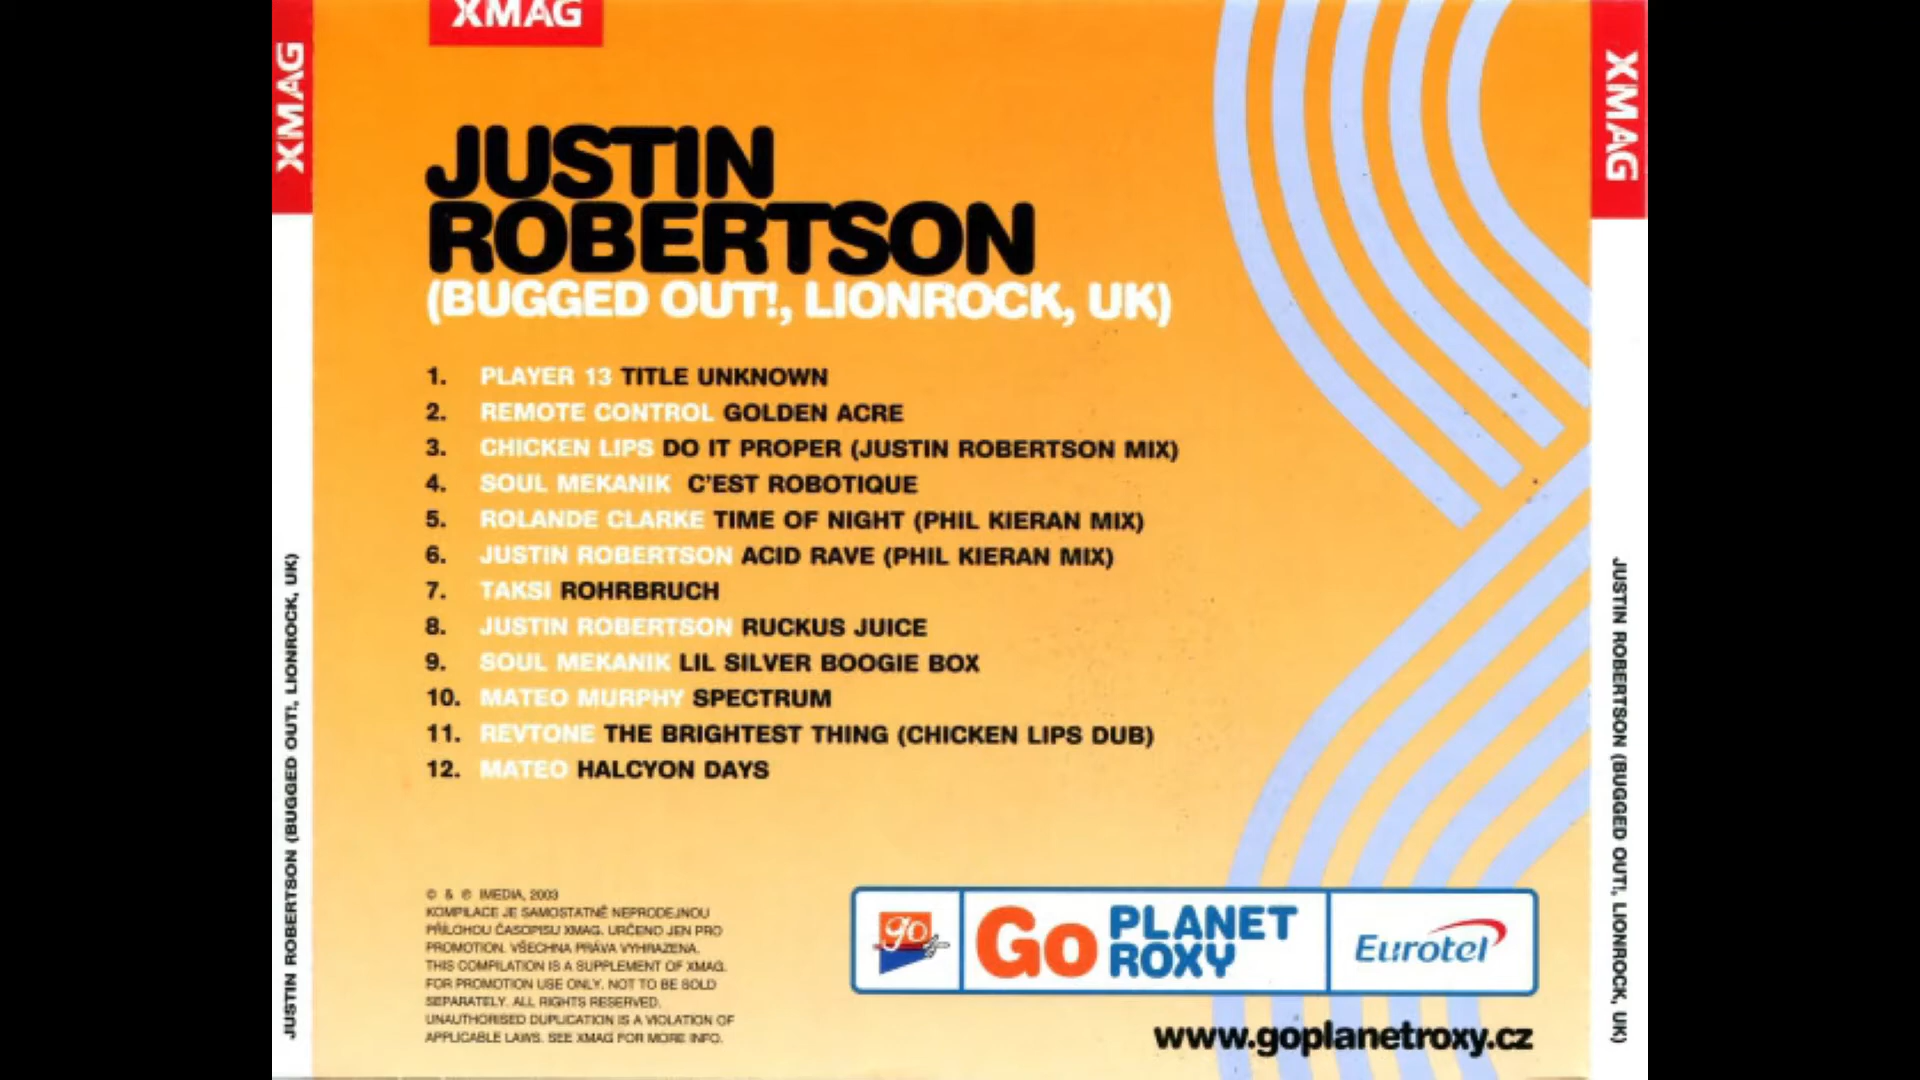 XMAG
XMAG
XMAG
JUSTIN
ROBERTSON
(BUGGED OUT!, LIONROCK, UK)
1. PLAYER 13 TITLE UNKNOWN
2. REMOTE CONTROL GOLDEN ACRE
3. CHICKEN LIPS DO IT PROPER (JUSTIN ROBERTSON MIX)
4. SOUL MEKANIK C'EST ROBOTIQUE
5. ROLANDE CLARKE TIME OF NIGHT (PHIL KIERAN MIX)
6. JUSTIN ROBERTSON ACID RAVE (PHIL KIERAN MIX)
7. TAKSI ROHRBRUCH
8. JUSTIN ROBERTSON RUCKUS JUICE
9. SOUL MEKANIK LIL SILVER BOOGIE BOX
10. MATEO MURPHY SPECTRUM
11. REVTONE THE BRIGHTEST THING (CHICKEN LIPS DUB)
12. MATEO HALCYON DAYS
JUSTIN ROBERTSON (BUGGED OUT!, LIONROCK, UK)
JUSTIN ROBERTSON (BUGGED OUT!, LIONROCK, UK)
© & ℗ IMEDIA, 2003
KOMPILACE JE SAMOSTATNĚ NEPRODEJNOU
PŘÍLOHOU ČASOPISU XMAG. URČENO JEN PRO
PROMOTION. VŠECHNA PRÁVA VYHRAZENA.
THIS COMPILATION IS A SUPPLEMENT OF XMAG.
FOR PROMOTION USE ONLY. NOT TO BE SOLD
SEPARATELY. ALL RIGHTS RESERVED.
UNAUTHORISED DUPLICATION IS A VIOLATION OF
APPLICABLE LAWS. SEE XMAG FOR MORE INFO.
go
Go PLANET
ROXY
Eurotel
www.goplanetroxy.cz